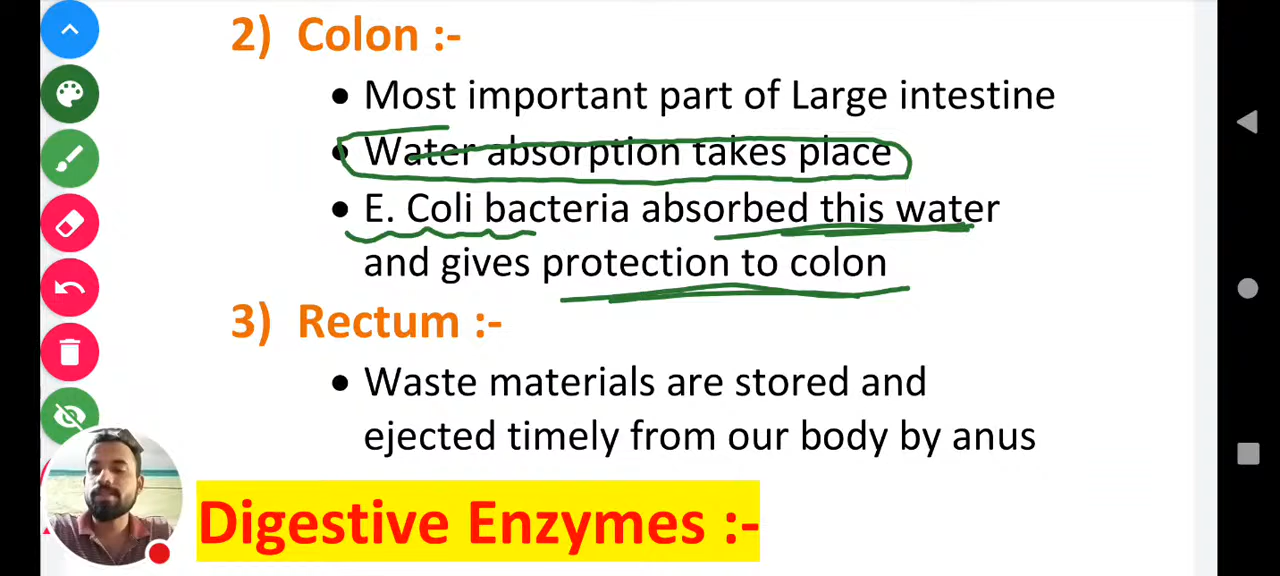 2) Colon :-
• Most important part of Large intestine
• Water absorption takes place
• E. Coli bacteria absorbed this water
and gives protection to colon
3) Rectum :-
• Waste materials are stored and
ejected timely from our body by anus
Digestive Enzymes :-